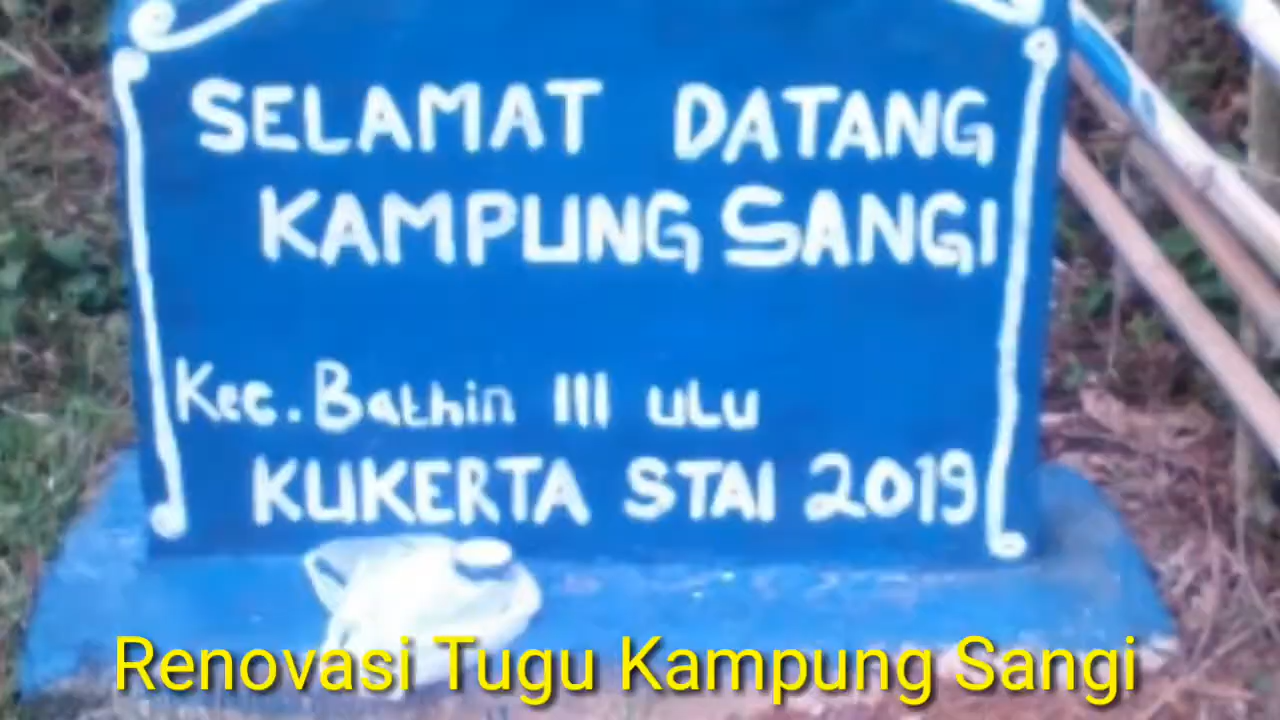 SELAMAT DATANG
KAMPUNG SANGI
Kec. Bathin III uLu
KUKERTA STAI 2019
Renovasi Tugu Kampung Sangi